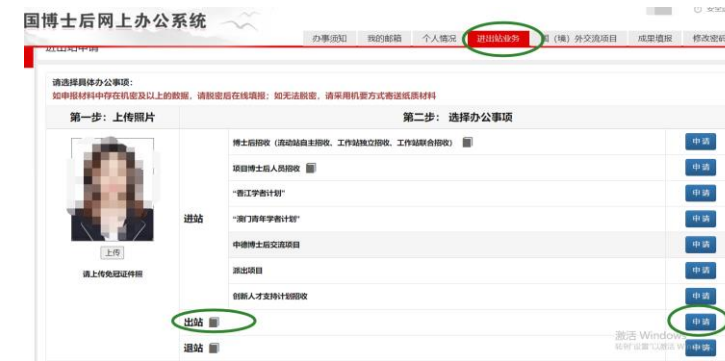 国博士后网上办公系统
办事须知 我的邮箱 个人情况 进出站业务 (境)外交流项目 成果填报 修改密码
进出站申请
请选择具体办公事项:
如申报材料中存在机密及以上的数据,请脱密后在线填报;如无法脱密,请采用机要方式寄送纸质材料
第一步:上传照片 第二步: 选择办公事项
博士后招收(流动站自主招收、工作站独立招收、工作站联合招收) 申请
项目博士后人员招收 申请
“香江学者计划” 申请
进站 “澳门青年学者计划” 申请
上传 中德博士后交流项目 申请
请上传免冠证件照 派出项目 申请
创新人才支持计划招收 申请
出站 申请
激活 Windows
退站 申请